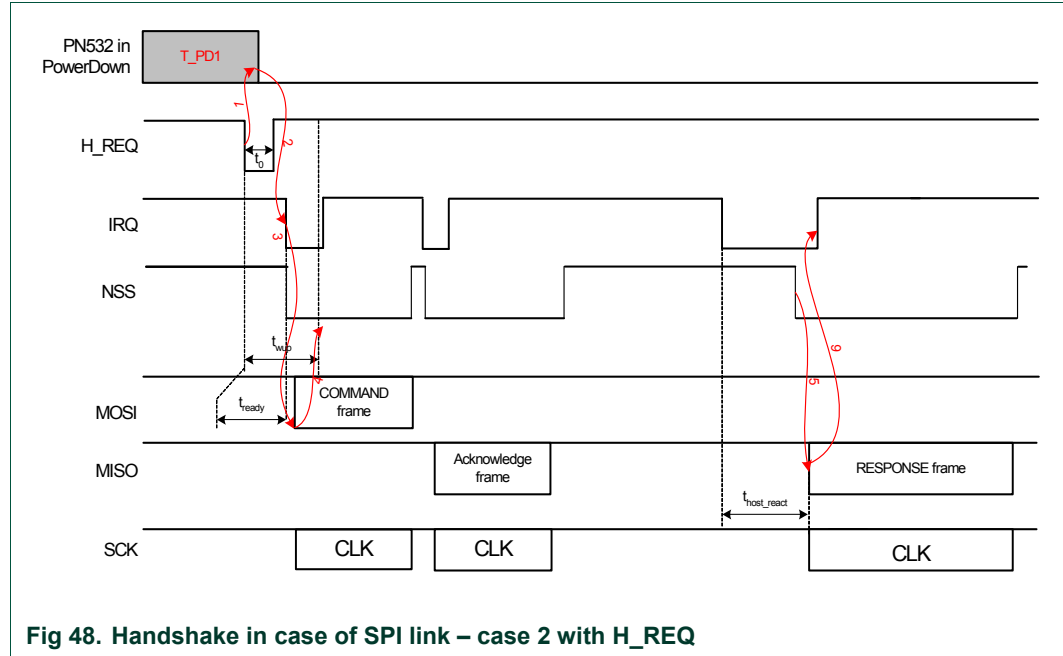 PN532 in
PowerDown
T_PD1
1
H_REQ
t0
2
IRQ
3
NSS
twup
4
5
9
COMMAND
frame
MOSI
tready
Acknowledge
frame
MISO
RESPONSE frame
thost_react
SCK
CLK
CLK
CLK
Fig 48. Handshake in case of SPI link – case 2 with H_REQ